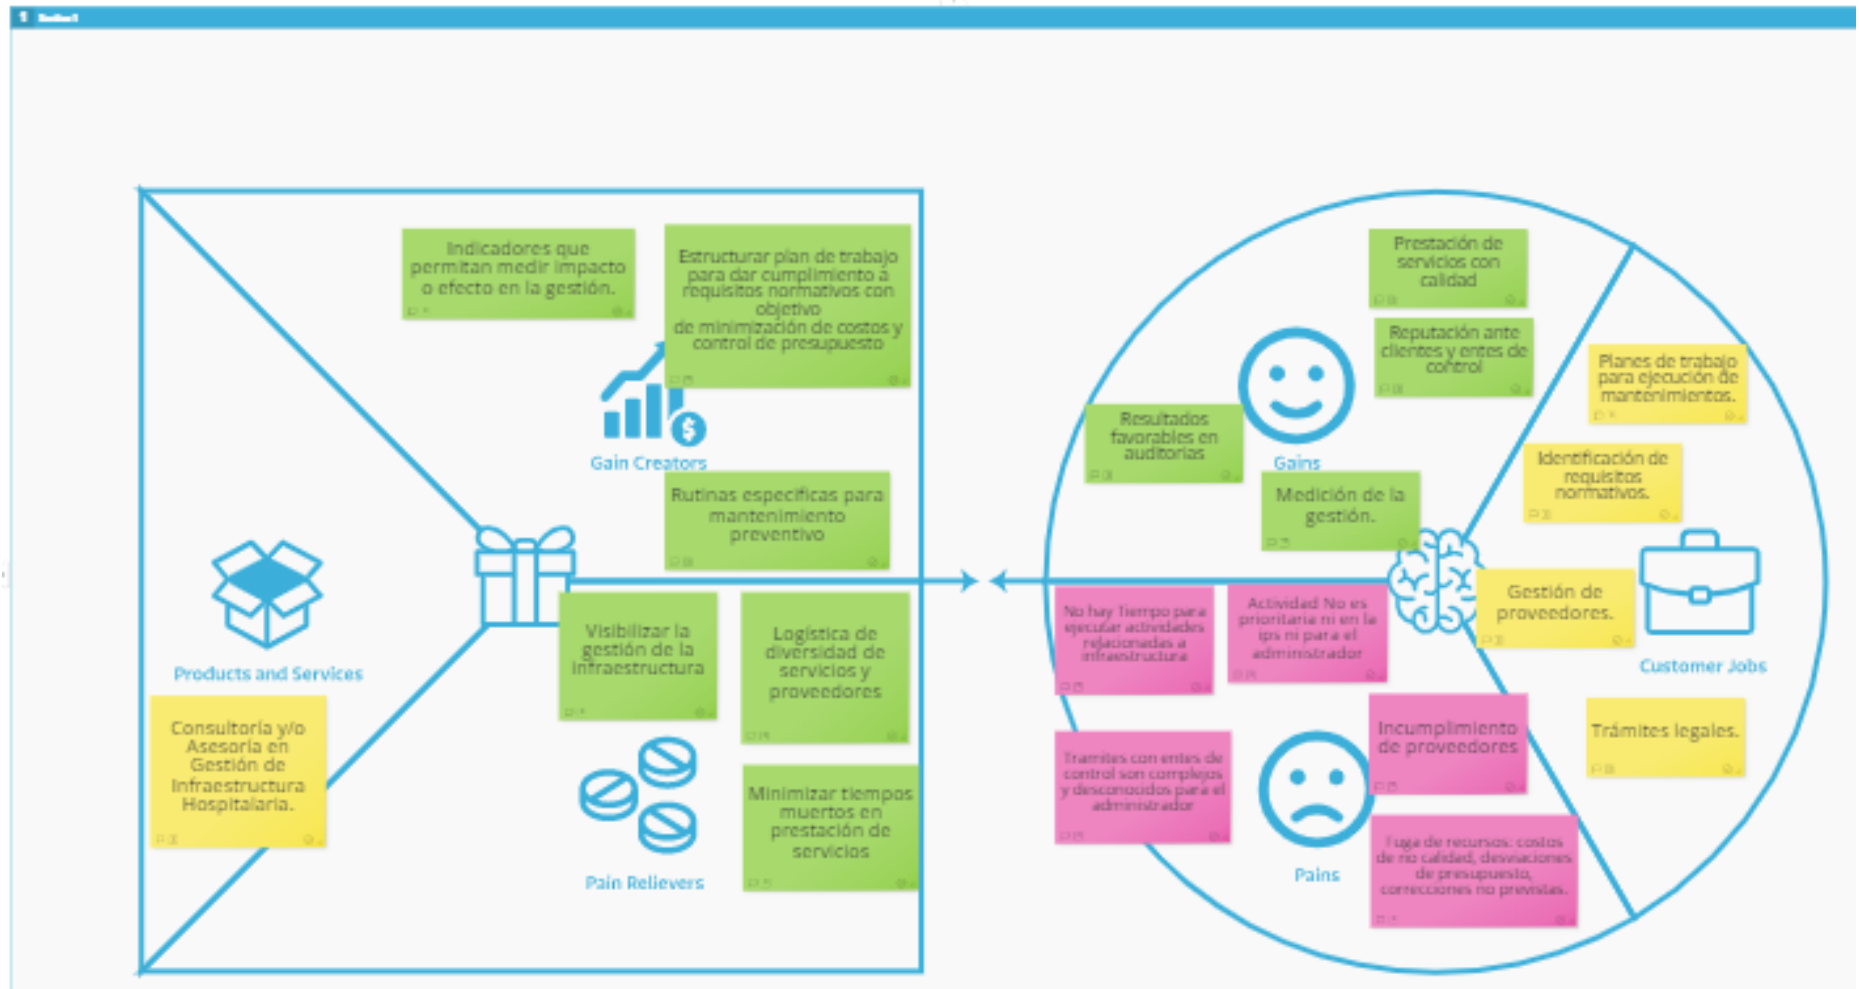 1
Indicadores que
permitan medir impacto
o efecto en la gestión.
Estructurar plan de trabajo
para dar cumplimiento a
requisitos normativos con
objetivo
de minimización de costos y
control de presupuesto
Gain Creators
Rutinas especificas para
mantenimiento
preventivo
Products and Services
Consultoría y/o
Asesoría en
Gestión de
Infraestructura
Hospitalaria.
Visibilizar la
gestión de la
infraestructura
Logística de
diversidad de
servicios y
proveedores
Minimizar tiempos
muertos en
prestación de
servicios
Pain Relievers
Prestación de
servicios con
calidad
Reputación ante
clientes y entes de
control
Resultados
favorables en
auditorias
Gains
Medición de la
gestión.
Planes de trabajo
para ejecución de
mantenimientos.
Identificación de
requisitos
normativos.
Gestión de
proveedores.
Customer Jobs
Trámites legales.
No hay Tiempo para
ejecutar actividades
relacionadas a
infraestructura
Actividad No es
prioritaria ni en la
ips ni para el
administrador
Incumplimiento
de proveedores
Tramites con entes de
control son complejos
y desconocidos para el
administrador
Pains
Fuga de recursos: costos
de no calidad, desviaciones
de presupuesto,
correcciones no previstas.